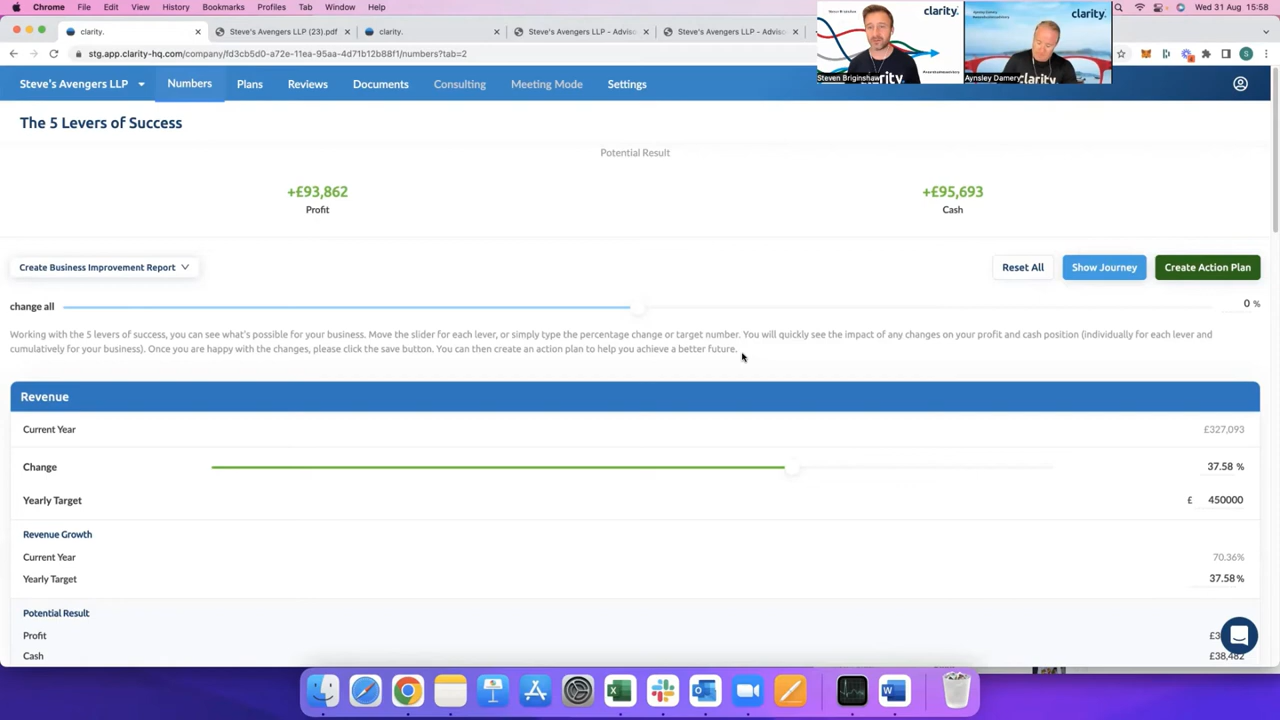 Chrome File Edit View History Bookmarks Profiles Tab Window Help
Wed 31 Aug 15:58
clarity.
Steve's Avengers LLP (23).pdf
clarity.
Steve's Avengers LLP - Adviso
Steve's Avengers LLP - Adviso
stg.app.clarity-hq.com/company/fd3cb5d0-a72e-11ea-95aa-4d71b12b88f1/numbers?tab=2
clarity.
Steven Briginshaw
clarity.
clarity
Aynsley Damery
Steve's Avengers LLP
Numbers
Plans
Reviews
Documents
Consulting
Meeting Mode
Settings
The 5 Levers of Success
Potential Result
+£93,862
Profit
+£95,693
Cash
Create Business Improvement Report
Reset All
Show Journey
Create Action Plan
change all
0 %
Working with the 5 levers of success, you can see what's possible for your business. Move the slider for each lever, or simply type the percentage change or target number. You will quickly see the impact of any changes on your profit and cash position (individually for each lever and
cumulatively for your business). Once you are happy with the changes, please click the save button. You can then create an action plan to help you achieve a better future.
Revenue
Current Year £327,093
Change 37.58 %
Yearly Target £ 450000
Revenue Growth
Current Year 70.36%
Yearly Target 37.58%
Potential Result
Profit
Cash £38,482